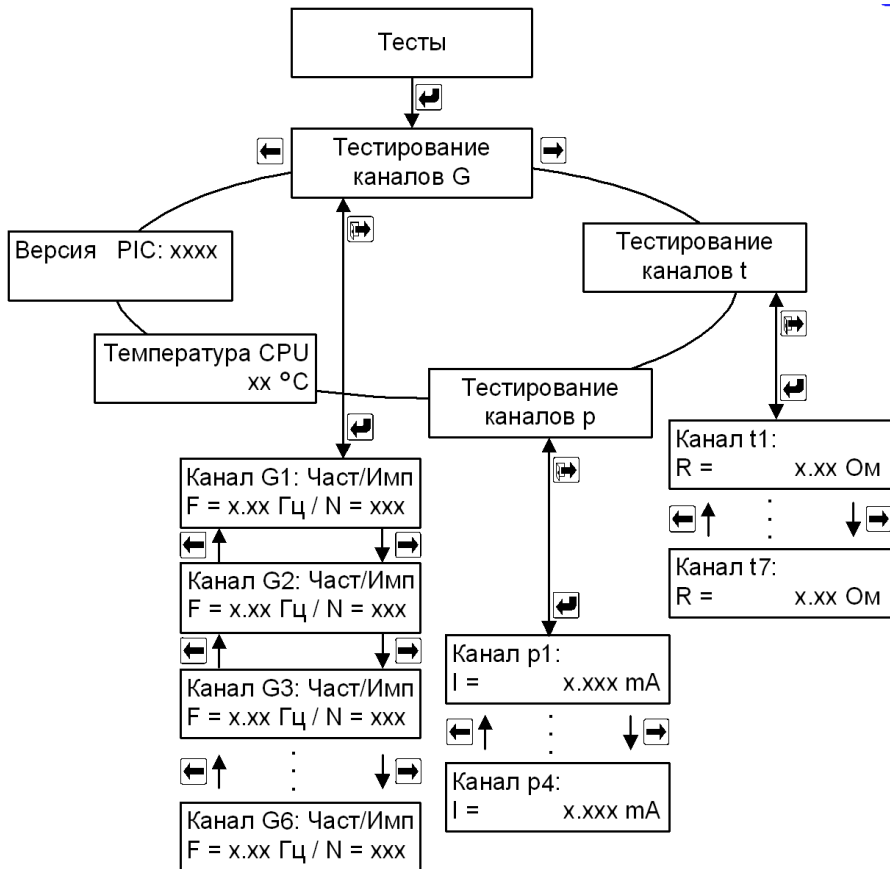 Тесты
Тестирование
каналов G
Версия PIC: xxxx
Тестирование
каналов t
Температура CPU
xx °C
Тестирование
каналов p
Канал t1:
R = x.xx Ом
Канал t7:
R = x.xx Ом
Канал G1: Част/Имп
F = x.xx Гц / N = xxx
Канал G2: Част/Имп
F = x.xx Гц / N = xxx
Канал G3: Част/Имп
F = x.xx Гц / N = xxx
Канал G6: Част/Имп
F = x.xx Гц / N = xxx
Канал p1:
I = x.xxx mA
Канал p4:
I = x.xxx mA